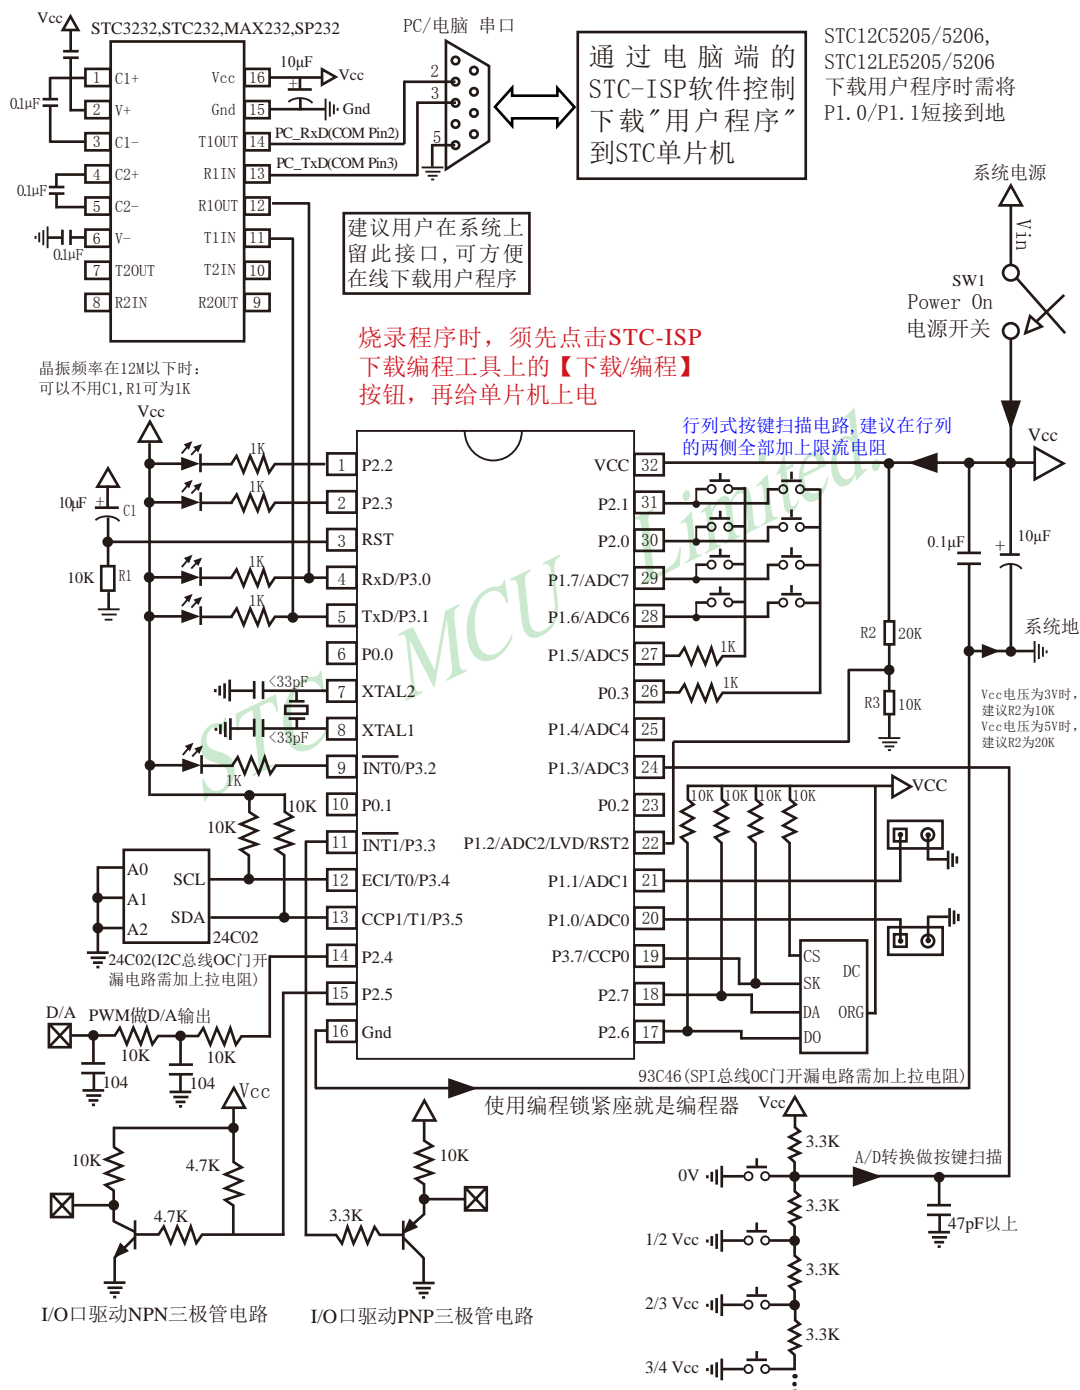 Vcc
STC3232,STC232,MAX232,SP232
PC/电脑 串口
STC12C5205/5206,
STC12LE5205/5206
下载用户程序时需将
P1.0/P1.1短接到地
通过电脑端的
STC-ISP软件控制
下载"用户程序"
到STC单片机
10μF
+
Vcc
Gnd
0.1μF
1 C1+ Vcc 16
2 V+ Gnd 15
3 C1- T1OUT 14
4 C2+ R1IN 13
5 C2- R1OUT 12
6 V- T1IN 11
7 T2OUT T2IN 10
8 R2IN R2OUT 9
0.1μF
0.1μF
PC_RxD(COM Pin2)
PC_TxD(COM Pin3)
2
3
5
系统电源
Vin
SW1
Power On
电源开关
建议用户在系统上
留此接口,可方便
在线下载用户程序
烧录程序时，须先点击STC-ISP
下载编程工具上的【下载/编程】
按钮，再给单片机上电
晶振频率在12M以下时:
可以不用C1,R1可为1K
Vcc
行列式按键扫描电路,建议在行列
的两侧全部加上限流电阻
Vcc
1K
1K
10μF
+
C1
10K
R1
1K
1K
<33pF
<33pF
1K
1 P2.2 VCC 32
2 P2.3 P2.1 31
3 RST P2.0 30
4 RxD/P3.0 P1.7/ADC7 29
5 TxD/P3.1 P1.6/ADC6 28
6 P0.0 P1.5/ADC5 27
7 XTAL2 P0.3 26
8 XTAL1 P1.4/ADC4 25
9 INT0/P3.2 P1.3/ADC3 24
10 P0.1 P0.2 23
11 INT1/P3.3 P1.2/ADC2/LVD/RST2 22
12 ECI/T0/P3.4 P1.1/ADC1 21
13 CCP1/T1/P3.5 P1.0/ADC0 20
14 P2.4 P3.7/CCP0 19
15 P2.5 P2.7 18
16 Gnd P2.6 17
STC MCU Limited.
1K
1K
0.1μF
+
10μF
R2
20K
R3
10K
系统地
Vcc电压为3V时,
建议R2为10K
Vcc电压为5V时,
建议R2为20K
10K
10K
A0
A1
A2
SCL
SDA
24C02
24C02(I2C总线OC门开
漏电路需加上拉电阻)
10K
10K
10K
10K
VCC
CS
SK
DA
DO
DC
ORG
93C46(SPI总线OC门开漏电路需加上拉电阻)
D/A
PWM做D/A输出
10K
10K
104
104
使用编程锁紧座就是编程器
Vcc
10K
4.7K
4.7K
I/O口驱动NPN三极管电路
10K
3.3K
I/O口驱动PNP三极管电路
Vcc
3.3K
A/D转换做按键扫描
0V
3.3K
47pF以上
1/2 Vcc
3.3K
2/3 Vcc
3.3K
3/4 Vcc